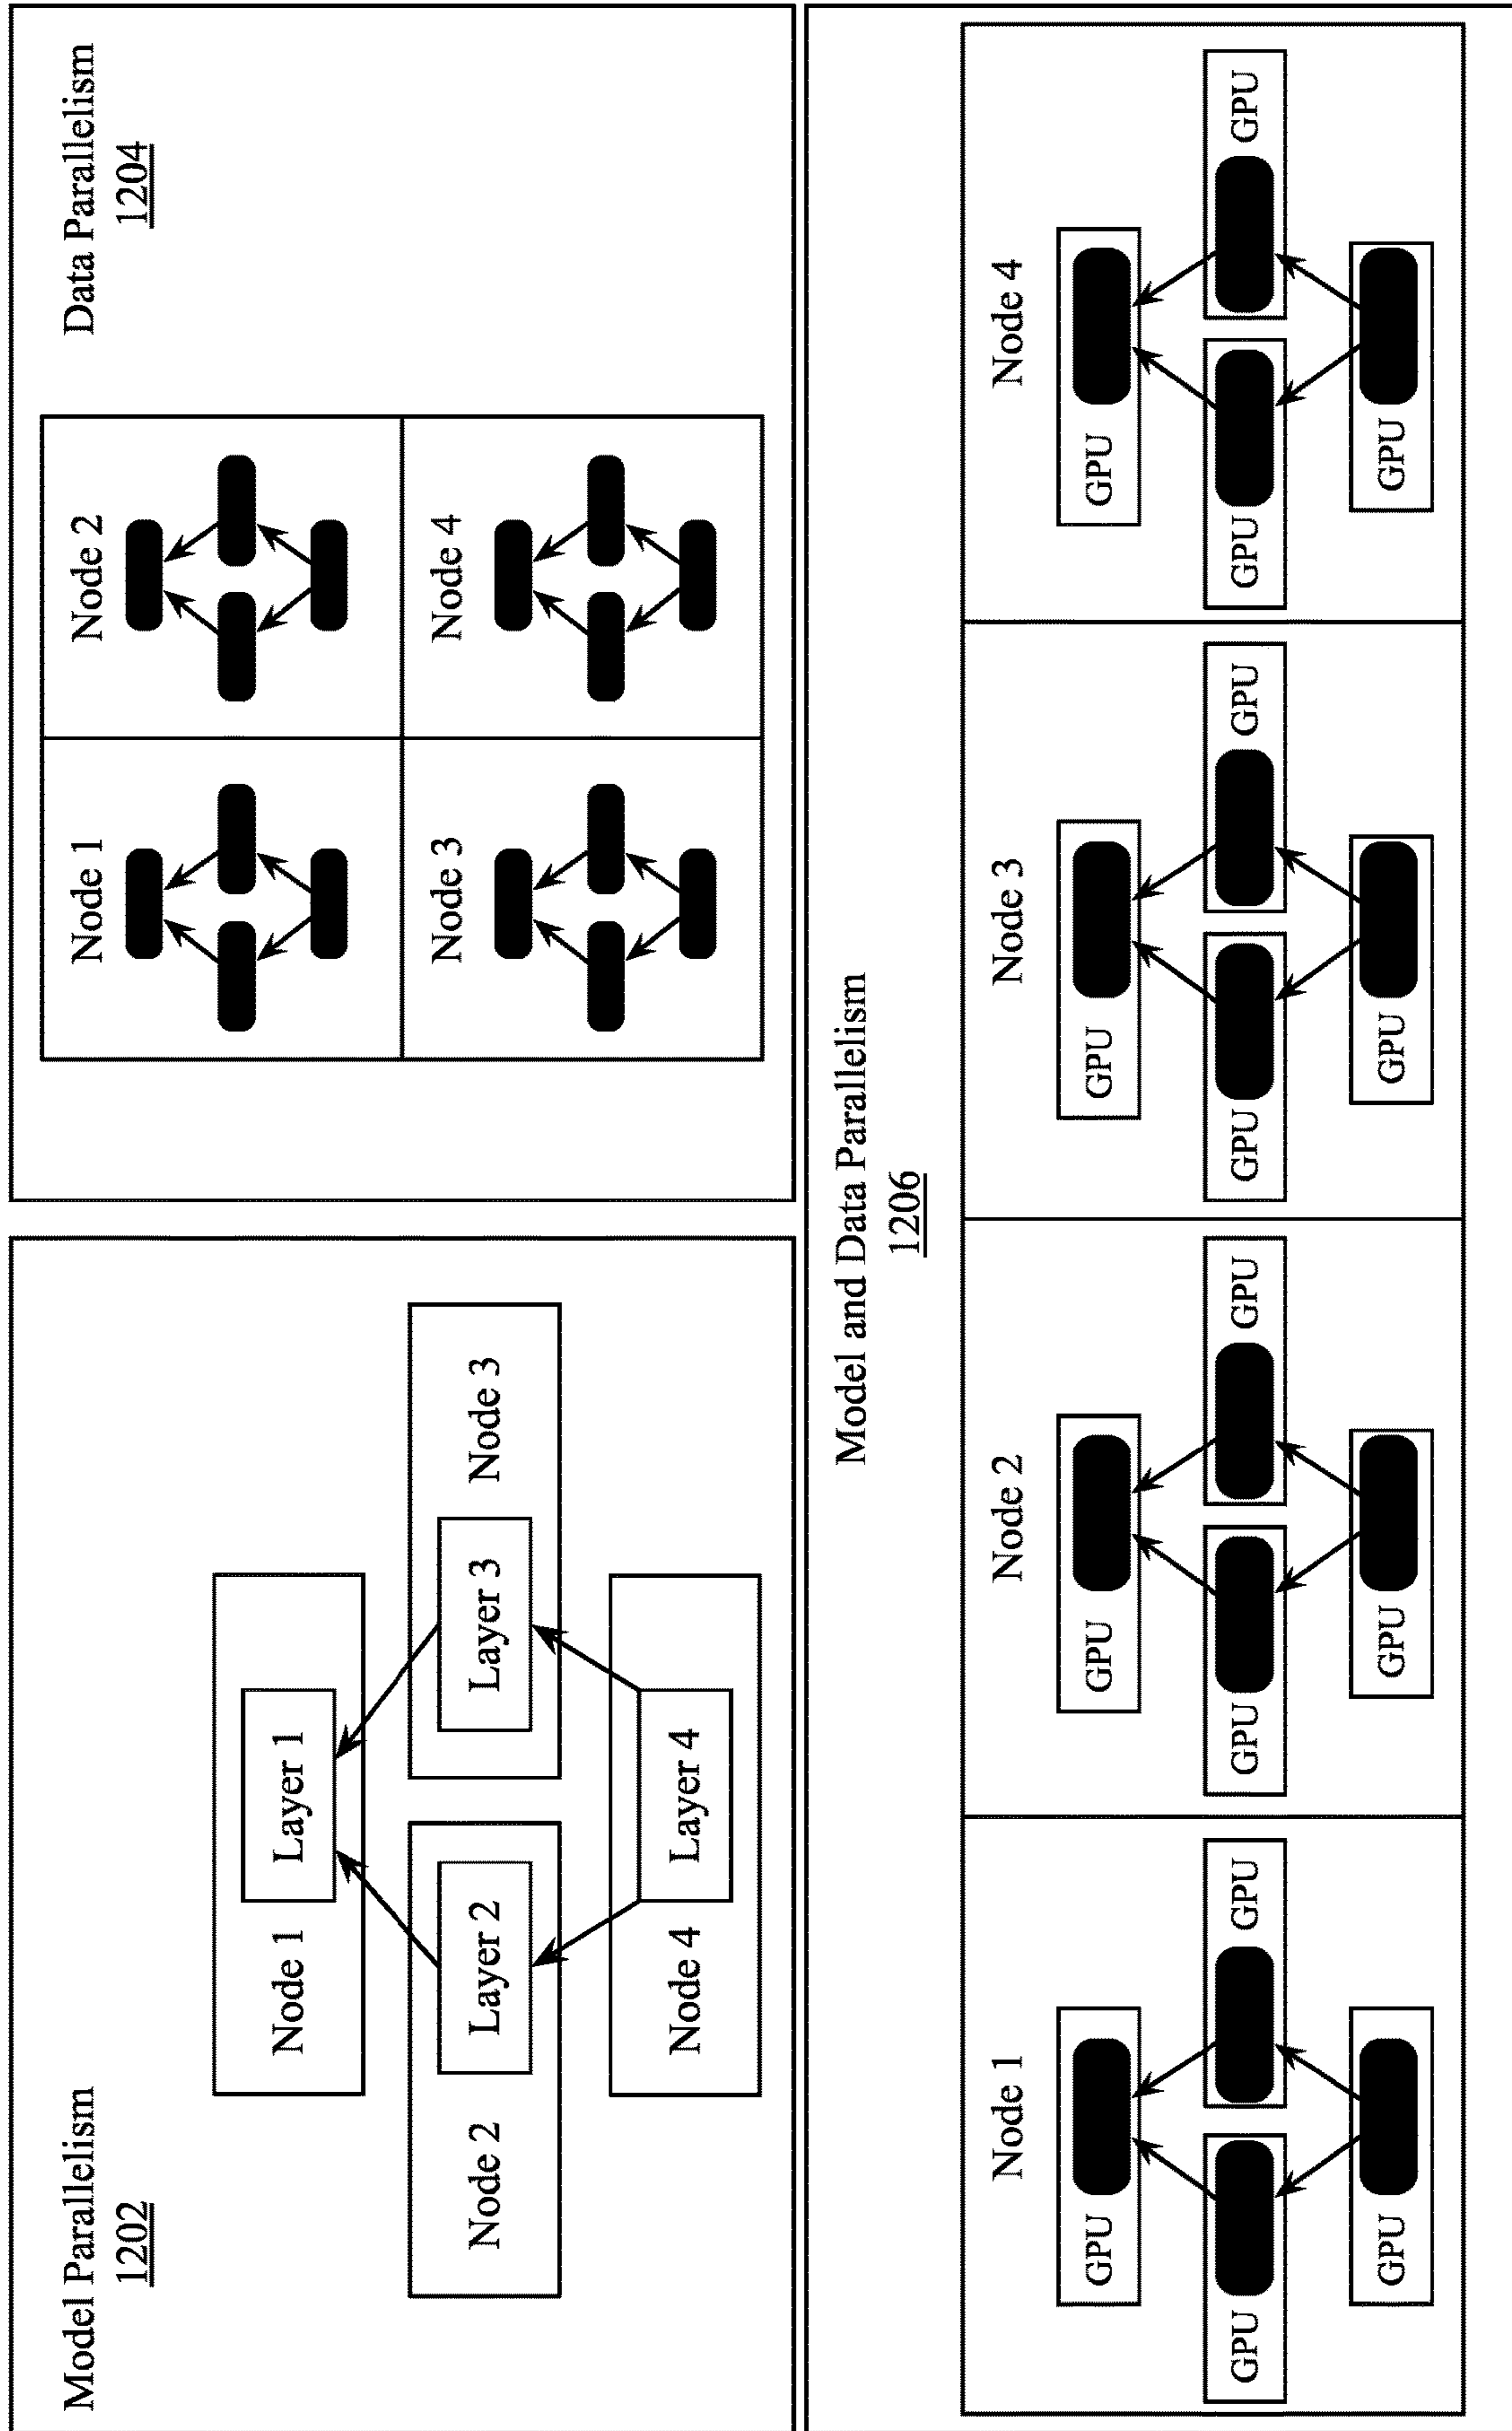 Model Parallelism
1202
Node 1
Layer 1
Node 2
Layer 2
Layer 3
Node 3
Node 4
Layer 4
Data Parallelism
1204
Node 1
Node 2
Node 3
Node 4
Model and Data Parallelism
1206
Node 1
GPU
GPU
GPU
GPU
Node 2
GPU
GPU
GPU
GPU
Node 3
GPU
GPU
GPU
GPU
Node 4
GPU
GPU
GPU
GPU